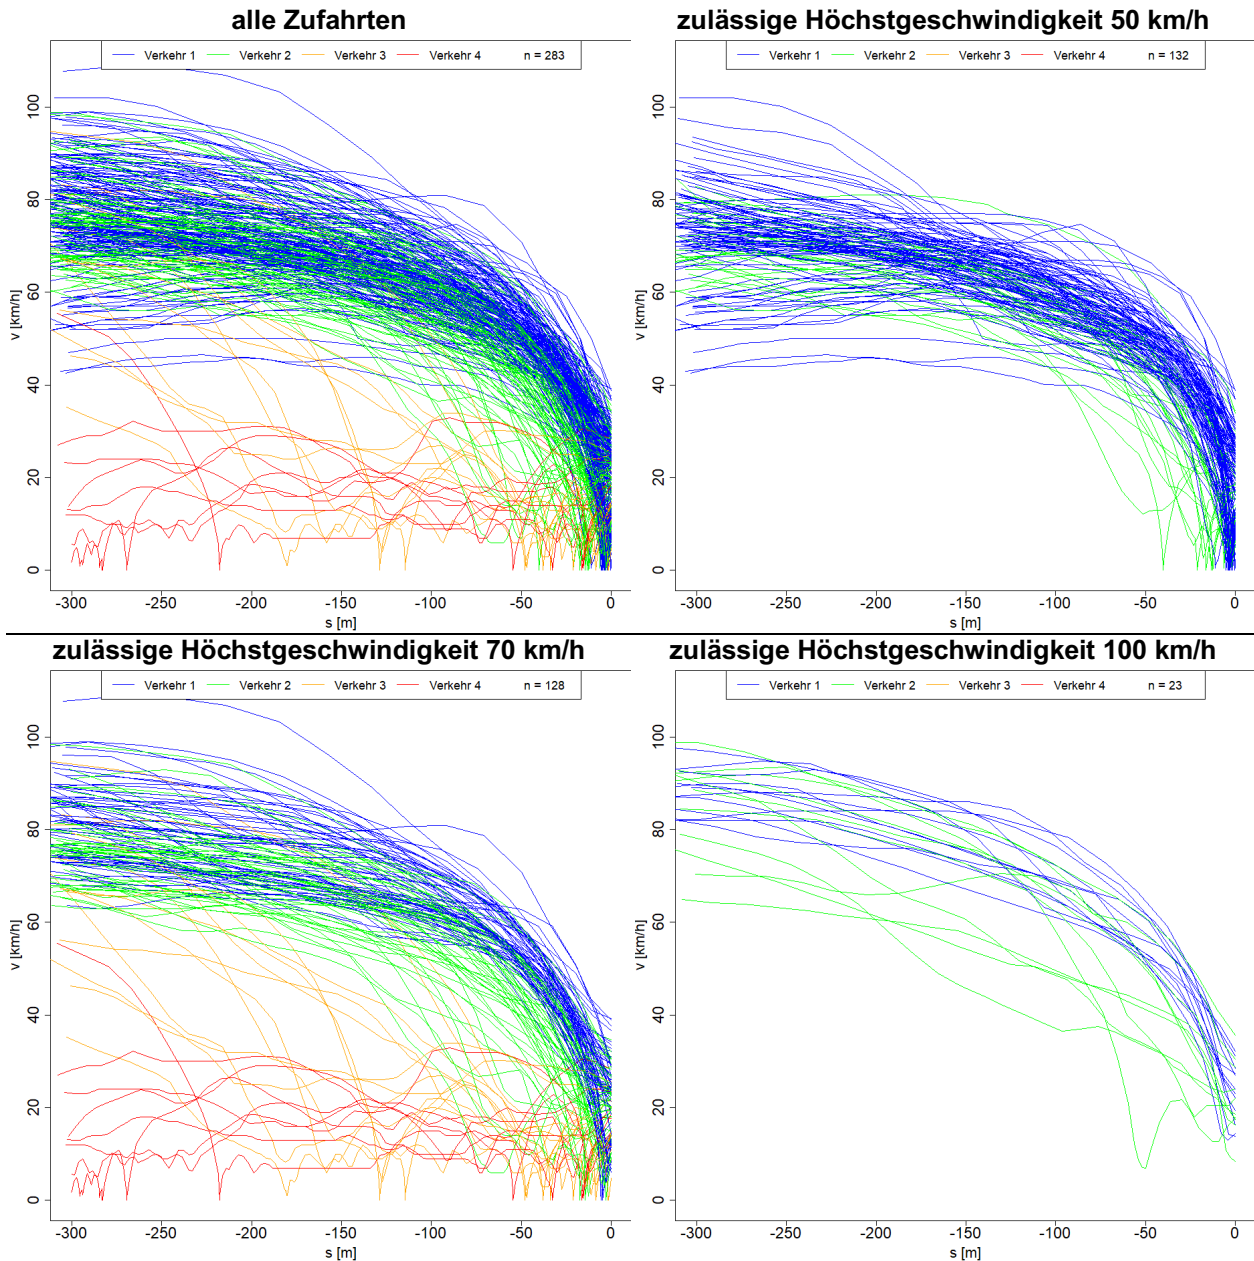 alle Zufahrten
Verkehr 1 Verkehr 2 Verkehr 3 Verkehr 4 n = 283
100
80
60
40
20
0
v [km/h]
-300 -250 -200 -150 -100 -50 0
s [m]
zulässige Höchstgeschwindigkeit 50 km/h
Verkehr 1 Verkehr 2 Verkehr 3 Verkehr 4 n = 132
100
80
60
40
20
0
v [km/h]
-300 -250 -200 -150 -100 -50 0
s [m]
zulässige Höchstgeschwindigkeit 70 km/h
Verkehr 1 Verkehr 2 Verkehr 3 Verkehr 4 n = 128
100
80
60
40
20
0
v [km/h]
-300 -250 -200 -150 -100 -50 0
s [m]
zulässige Höchstgeschwindigkeit 100 km/h
Verkehr 1 Verkehr 2 Verkehr 3 Verkehr 4 n = 23
100
80
60
40
20
0
v [km/h]
-300 -250 -200 -150 -100 -50 0
s [m]